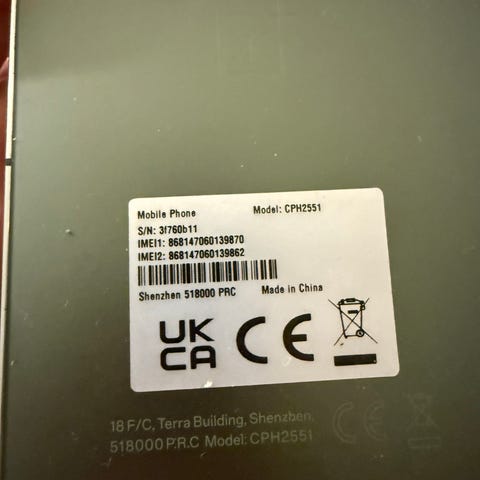 Mobile Phone Model: CPH2551
S/N: 3f760b11
IMEI1: 868147060139870
IMEI2: 868147060139862
Shenzhen 518000 PRC Made in China
UK
CA CE
18 F/C, Terra Building, Shenzhen,
518000 P.R.C Model: CPH2551 CE